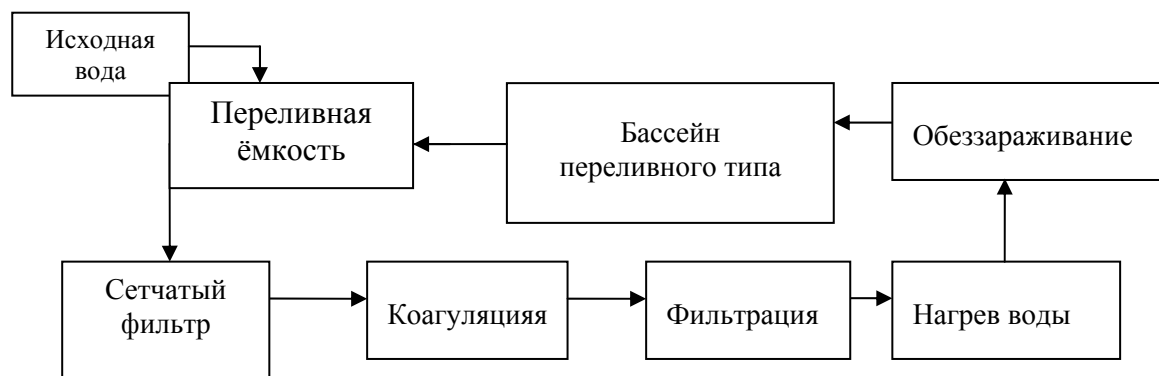 Исходная
вода
Переливная
ёмкость
Бассейн
переливного типа
Обеззараживание
Сетчатый
фильтр
Коагуляцияя
Фильтрация
Нагрев воды